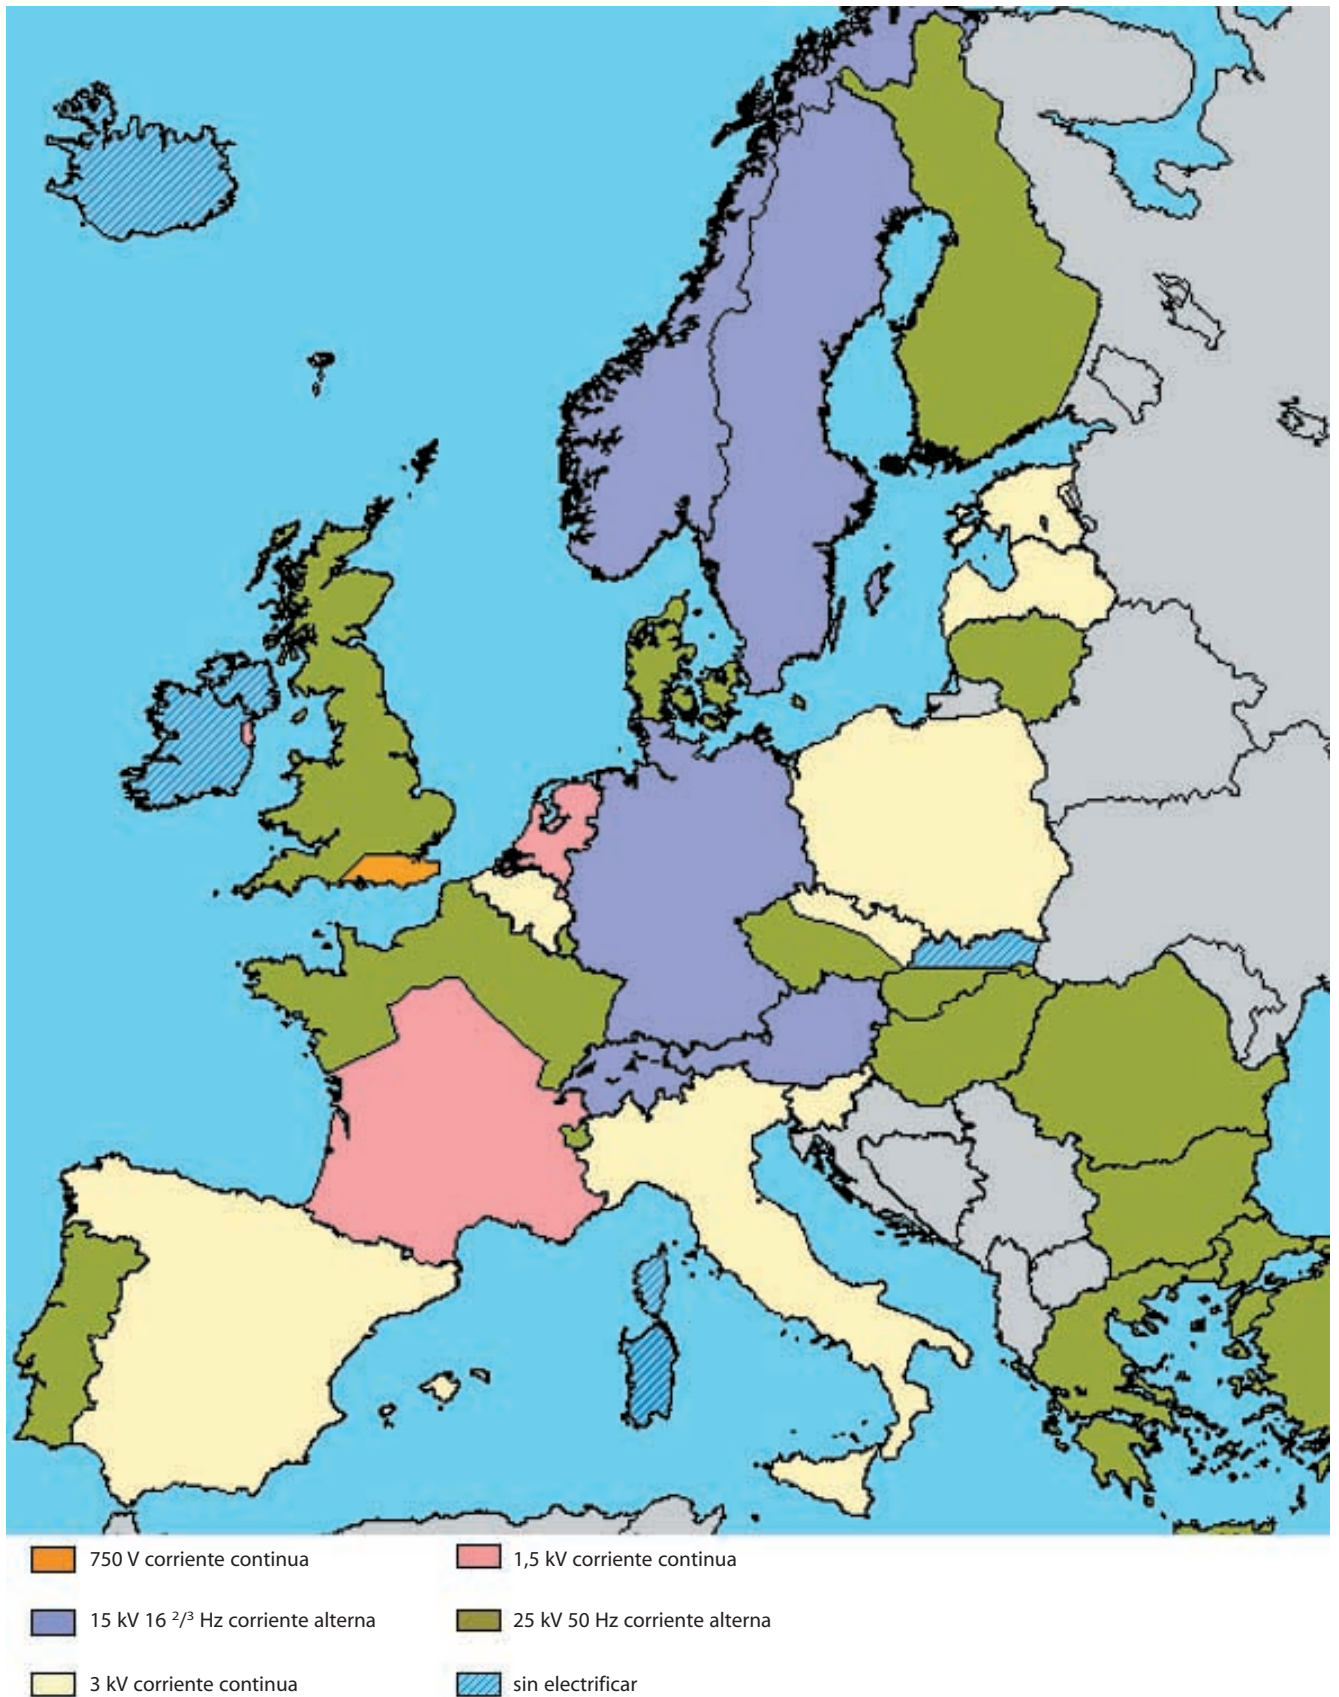 750 V corriente continua
1,5 kV corriente continua
15 kV 16 2/3 Hz corriente alterna
25 kV 50 Hz corriente alterna
3 kV corriente continua
sin electrificar